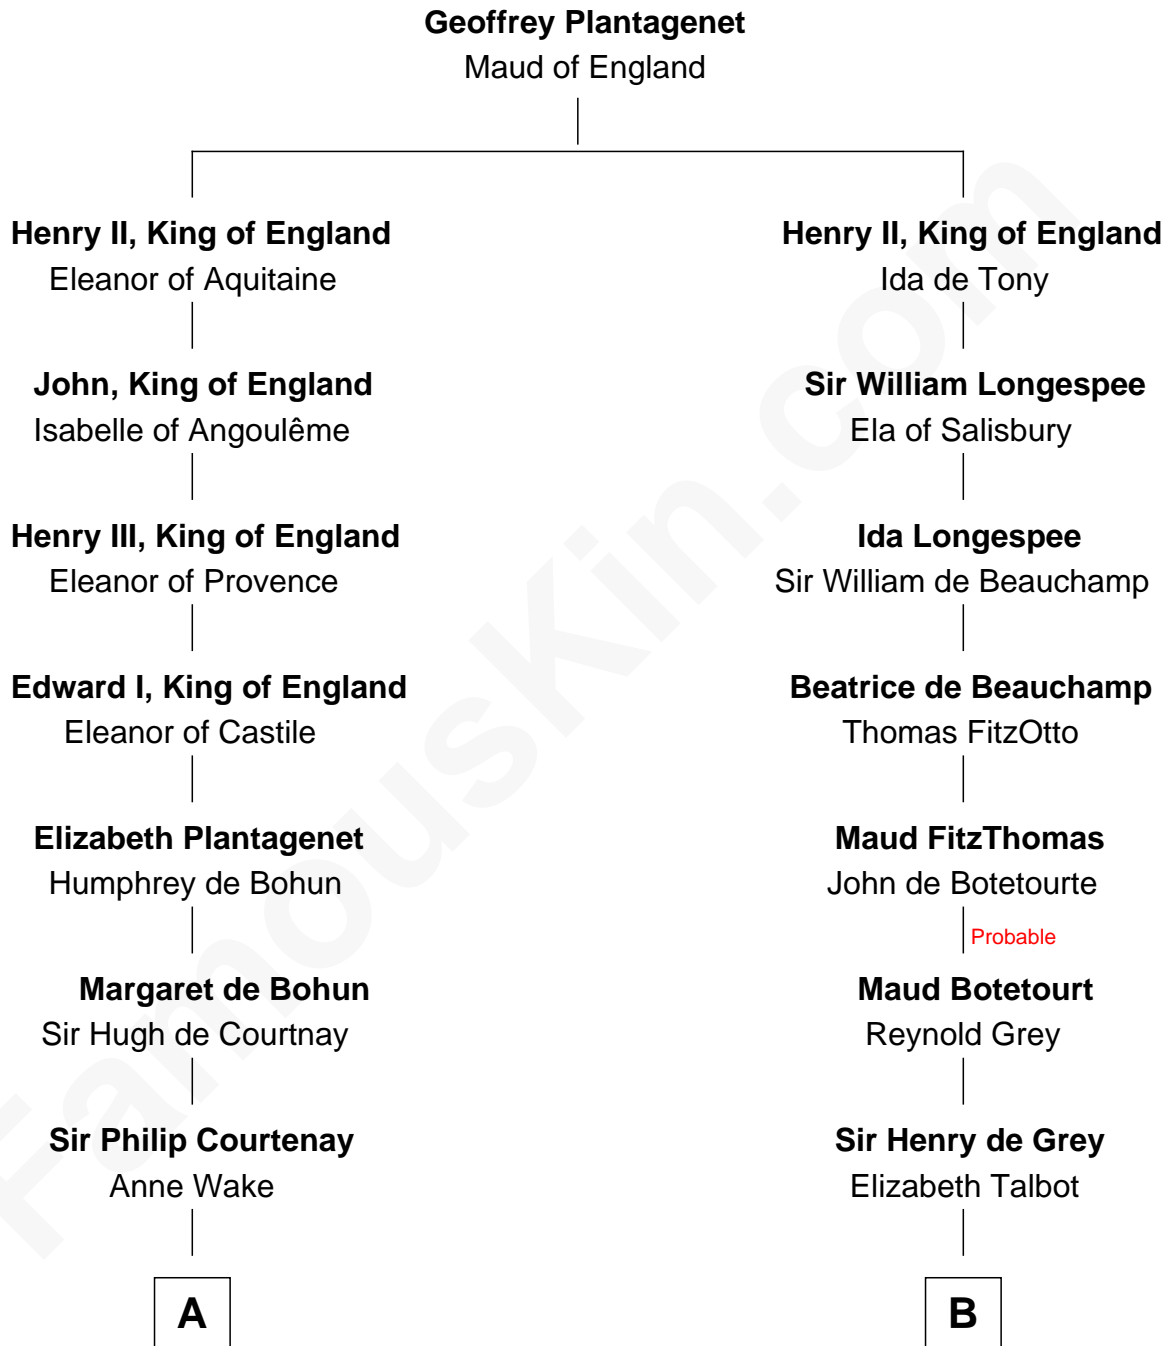 Geoffrey Plantagenet
Maud of England
Henry II, King of England
Eleanor of Aquitaine
Henry II, King of England
Ida de Tony
John, King of England
Isabelle of Angoulême
Sir William Longespee
Ela of Salisbury
Henry III, King of England
Eleanor of Provence
Ida Longespee
Sir William de Beauchamp
Edward I, King of England
Eleanor of Castile
Beatrice de Beauchamp
Thomas FitzOtto
Elizabeth Plantagenet
Humphrey de Bohun
Maud FitzThomas
John de Botetourte
Probable
Margaret de Bohun
Sir Hugh de Courtnay
Maud Botetourt
Reynold Grey
Sir Philip Courtenay
Anne Wake
Sir Henry de Grey
Elizabeth Talbot
A
B
FamousKin.com